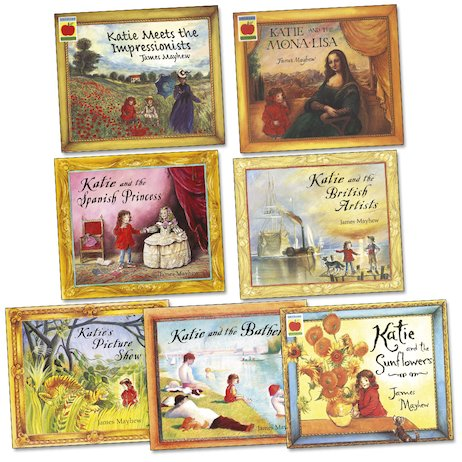 Katie Meets the
Impressionists
James Mayhew
KATIE AND THE
MONA LISA
James Mayhew
Katie and the
Spanish Princess
James Mayhew
Katie and the
British
Artists
James Mayhew
Katie's
Picture
Show
James Mayhew
Katie and the Bathe
James Mayhew
Katie
and the
Sunflowers
James
Mayhew